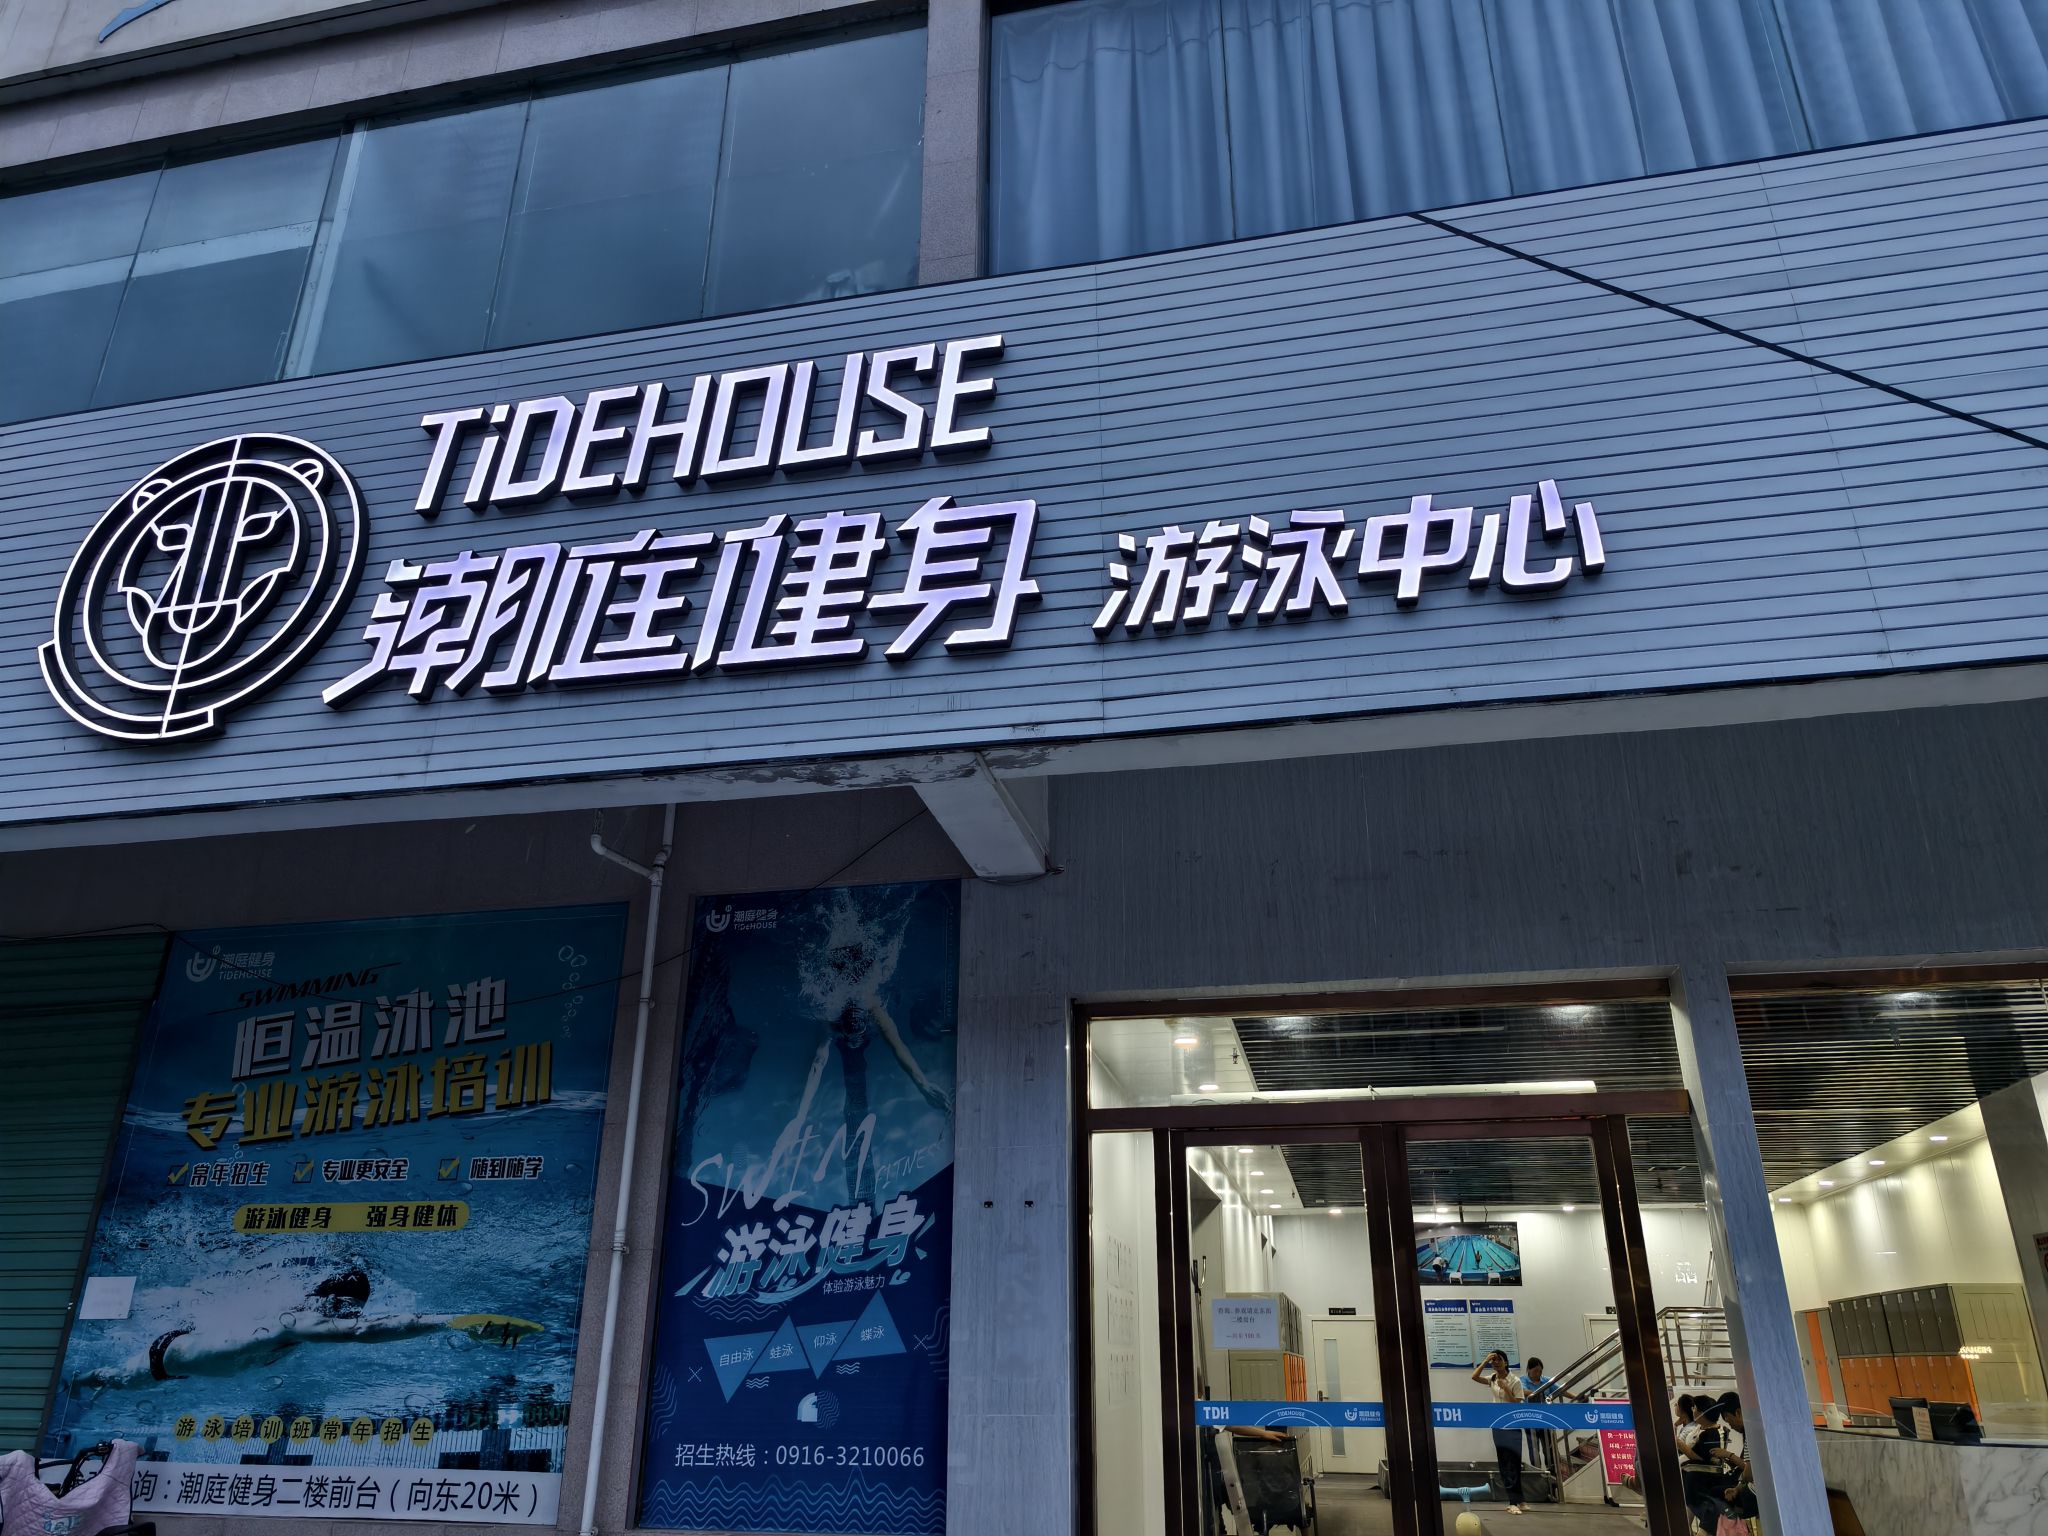 TiDEHOUSE
潮庭健身 游泳中心
潮庭健身
TIDEHOUSE
SWIMMING
恒温泳池
专业游泳培训
常年招生 专业更安全 随到随学
游泳健身 强身健体
游泳培训班常年招生
询：潮庭健身二楼前台（向东20米）
潮庭健身
TiDEHOUSE
SWIM
FITNESS
游泳健身
体验游泳魅力
自由泳 蛙泳 仰泳 蝶泳
招生热线：0916-3210066
TDH TIDEHOUSE 潮庭健身 TIDEHOUSE
TDH TIDEHOUSE 潮庭健身 TIDEHOUSE